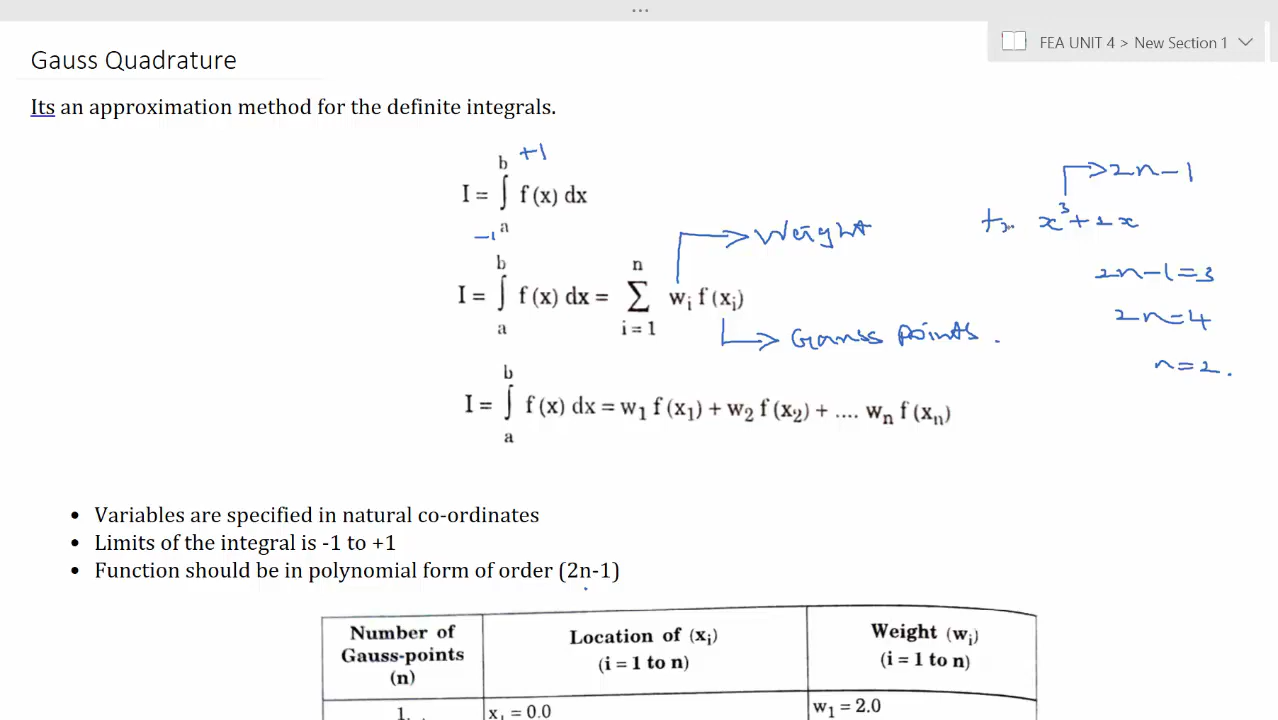 ...
FEA UNIT 4 > New Section 1
Gauss Quadrature
Its an approximation method for the definite integrals.
b +1
I = ∫ f (x) dx
a -1
b n
I = ∫ f (x) dx = Σ wᵢ f (xᵢ)
a i = 1
Weight
Gauss points.
b
I = ∫ f (x) dx = w₁ f (x₁) + w₂ f (x₂) + .... wₙ f (xₙ)
a
2n-1
2n-1=3
2n=4
n=2.
• Variables are specified in natural co-ordinates
• Limits of the integral is -1 to +1
• Function should be in polynomial form of order (2n-1)
Number of Gauss-points (n)
Location of (xᵢ) (i = 1 to n)
Weight (wᵢ) (i = 1 to n)
1.
x₁ = 0.0
w₁ = 2.0